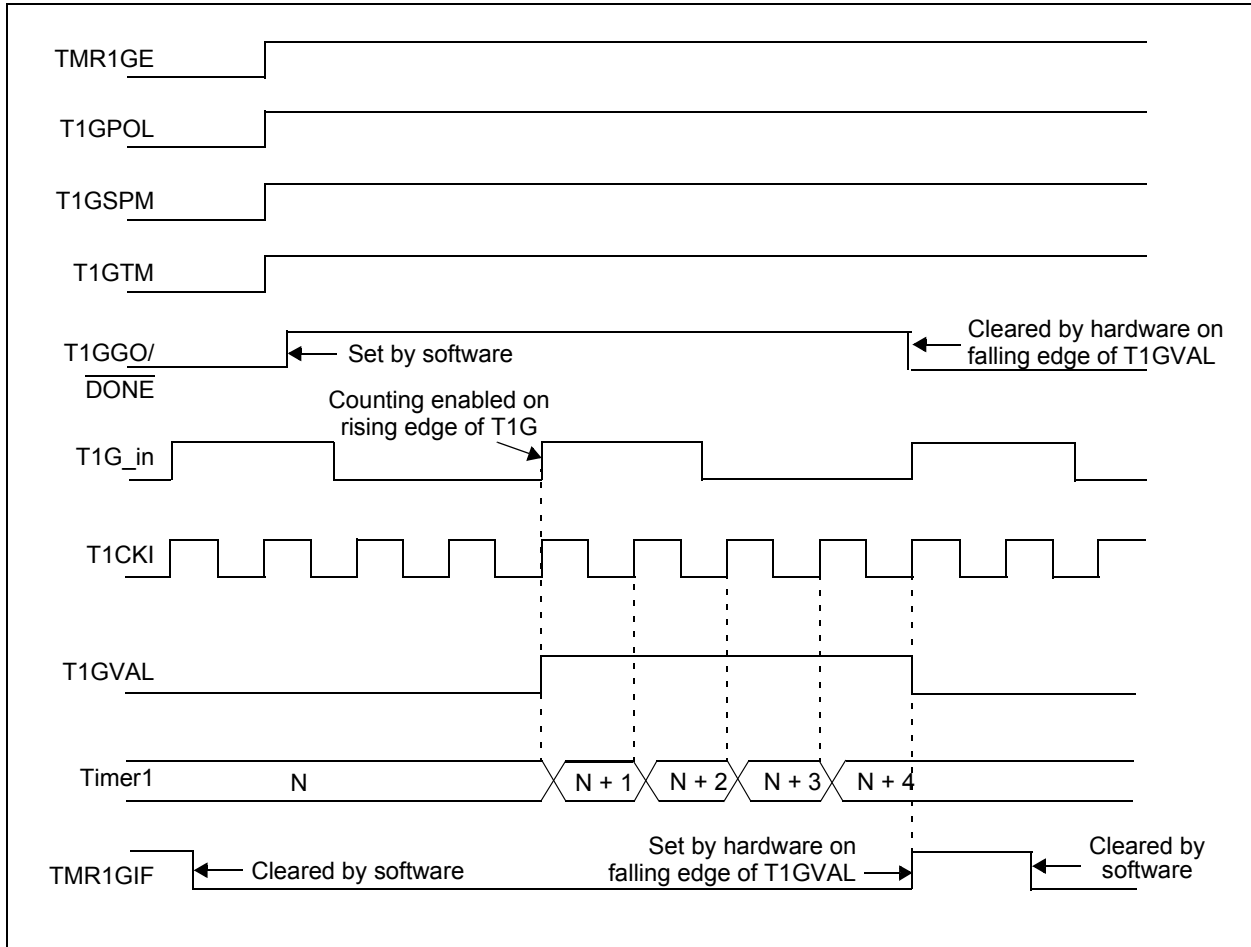 TMR1GE
T1GPOL
T1GSPM
T1GTM
T1GGO/
DONE
Set by software
Cleared by hardware on
falling edge of T1GVAL
Counting enabled on
rising edge of T1G
T1G_in
T1CKI
T1GVAL
Timer1
N
N + 1
N + 2
N + 3
N + 4
TMR1GIF
Cleared by software
Set by hardware on
falling edge of T1GVAL
Cleared by
software